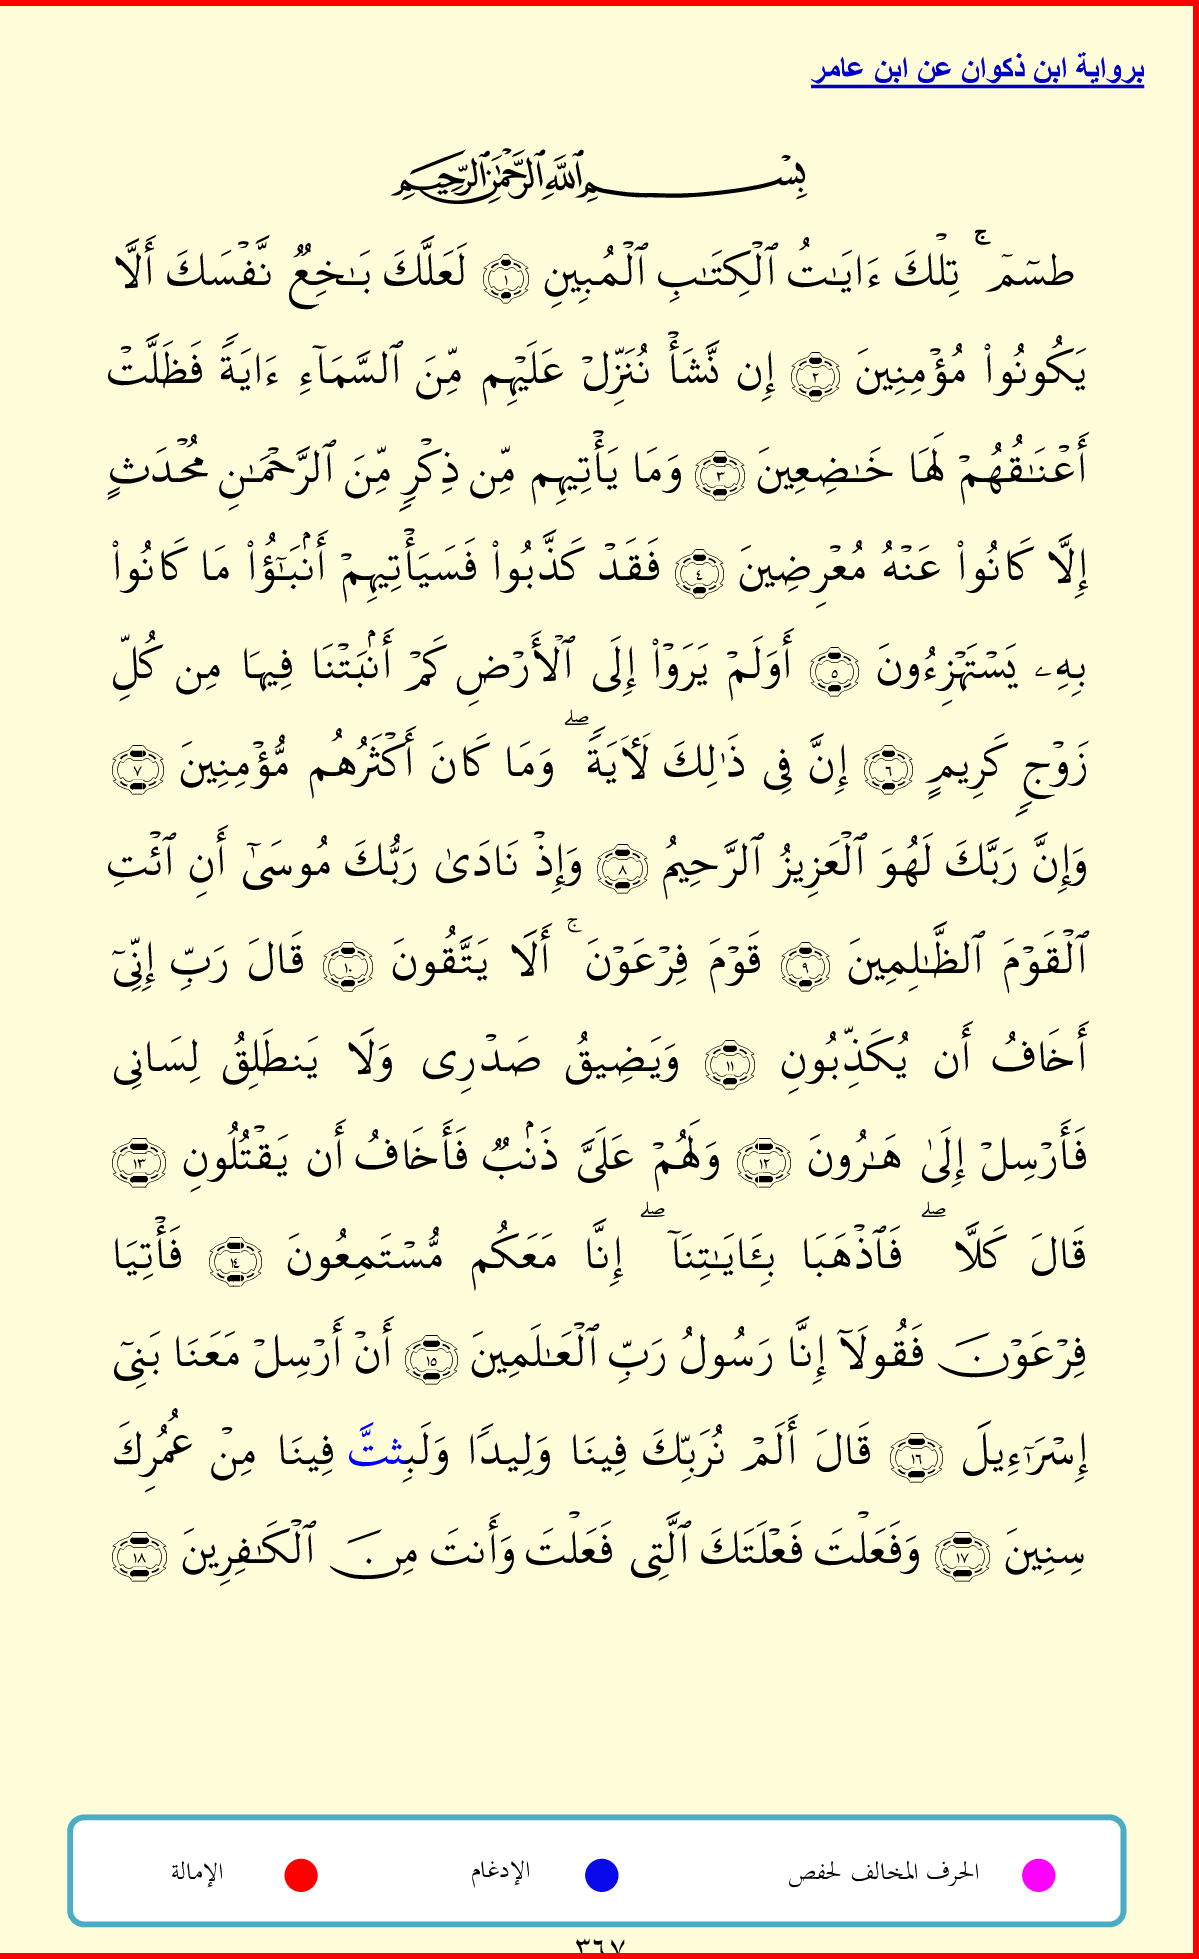 برواية ابن ذكوان عن ابن عامر
بِسْمِ ٱللَّهِ ٱلرَّحْمَٰنِ ٱلرَّحِيمِ
طسٓمٓ ۚ تِلْكَ ءَايَٰتُ ٱلْكِتَٰبِ ٱلْمُبِينِ ١ لَعَلَّكَ بَٰخِعٌ نَّفْسَكَ أَلَّا
يَكُونُوا۟ مُؤْمِنِينَ ٢ إِن نَّشَأْ نُنَزِّلْ عَلَيْهِم مِّنَ ٱلسَّمَآءِ ءَايَةً فَظَلَّتْ
أَعْنَٰقُهُمْ لَهَا خَٰضِعِينَ ٣ وَمَا يَأْتِيهِم مِّن ذِكْرٍ مِّنَ ٱلرَّحْمَٰنِ مُحْدَثٍ
إِلَّا كَانُوا۟ عَنْهُ مُعْرِضِينَ ٤ فَقَدْ كَذَّبُوا۟ فَسَيَأْتِيهِمْ أَنۢبَٰٓؤُا۟ مَا كَانُوا۟
بِهِۦ يَسْتَهْزِءُونَ ٥ أَوَلَمْ يَرَوْا۟ إِلَى ٱلْأَرْضِ كَمْ أَنۢبَتْنَا فِيهَا مِن كُلِّ
زَوْجٍ كَرِيمٍ ٦ إِنَّ فِى ذَٰلِكَ لَأَيَةً ۖ وَمَا كَانَ أَكْثَرُهُم مُّؤْمِنِينَ ٧
وَإِنَّ رَبَّكَ لَهُوَ ٱلْعَزِيزُ ٱلرَّحِيمُ ٨ وَإِذْ نَادَىٰ رَبُّكَ مُوسَىٰٓ أَنِ ٱئْتِ
ٱلْقَوْمَ ٱلظَّٰلِمِينَ ٩ قَوْمَ فِرْعَوْنَ ۚ أَلَا يَتَّقُونَ ١٠ قَالَ رَبِّ إِنِّىٓ
أَخَافُ أَن يُكَذِّبُونِ ١١ وَيَضِيقُ صَدْرِى وَلَا يَنطَلِقُ لِسَانِى
فَأَرْسِلْ إِلَىٰ هَٰرُونَ ١٢ وَلَهُمْ عَلَىَّ ذَنۢبٌ فَأَخَافُ أَن يَقْتُلُونِ ١٣
قَالَ كَلَّا ۖ فَٱذْهَبَا بِـَٔايَٰتِنَآ ۖ إِنَّا مَعَكُم مُّسْتَمِعُونَ ١٤ فَأْتِيَا
فِرْعَوْنَ فَقُولَآ إِنَّا رَسُولُ رَبِّ ٱلْعَٰلَمِينَ ١٥ أَنْ أَرْسِلْ مَعَنَا بَنِىٓ
إِسْرَٰٓءِيلَ ١٦ قَالَ أَلَمْ نُرَبِّكَ فِينَا وَلِيدًا وَلَبِثتَّ فِينَا مِنْ عُمُرِكَ
سِنِينَ ١٧ وَفَعَلْتَ فَعْلَتَكَ ٱلَّتِى فَعَلْتَ وَأَنتَ مِنَ ٱلْكَٰفِرِينَ ١٨
الحرف المخالف لحفص الإدغام الإمالة
٣٦٧